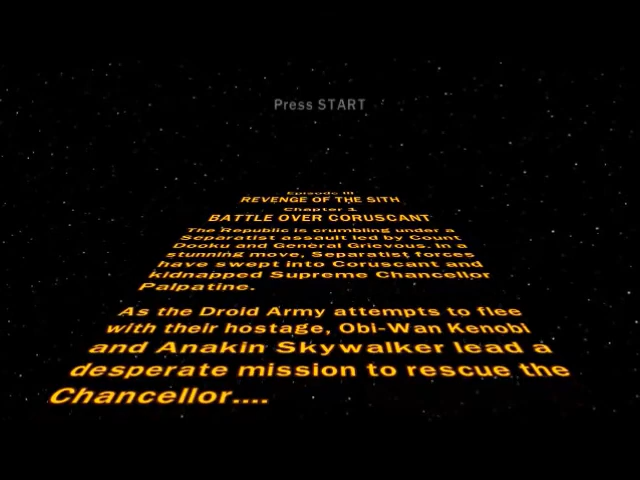 Press START
Episode III
REVENGE OF THE SITH
Chapter 1
BATTLE OVER CORUSCANT
The Republic is crumbling under a
Separatist assault led by Count
Dooku and General Grievous. In a
stunning move, Separatist forces
have swept into Coruscant and
kidnapped Supreme Chancellor
Palpatine.
As the Droid Army attempts to flee
with their hostage, Obi-Wan Kenobi
and Anakin Skywalker lead a
desperate mission to rescue the
Chancellor....